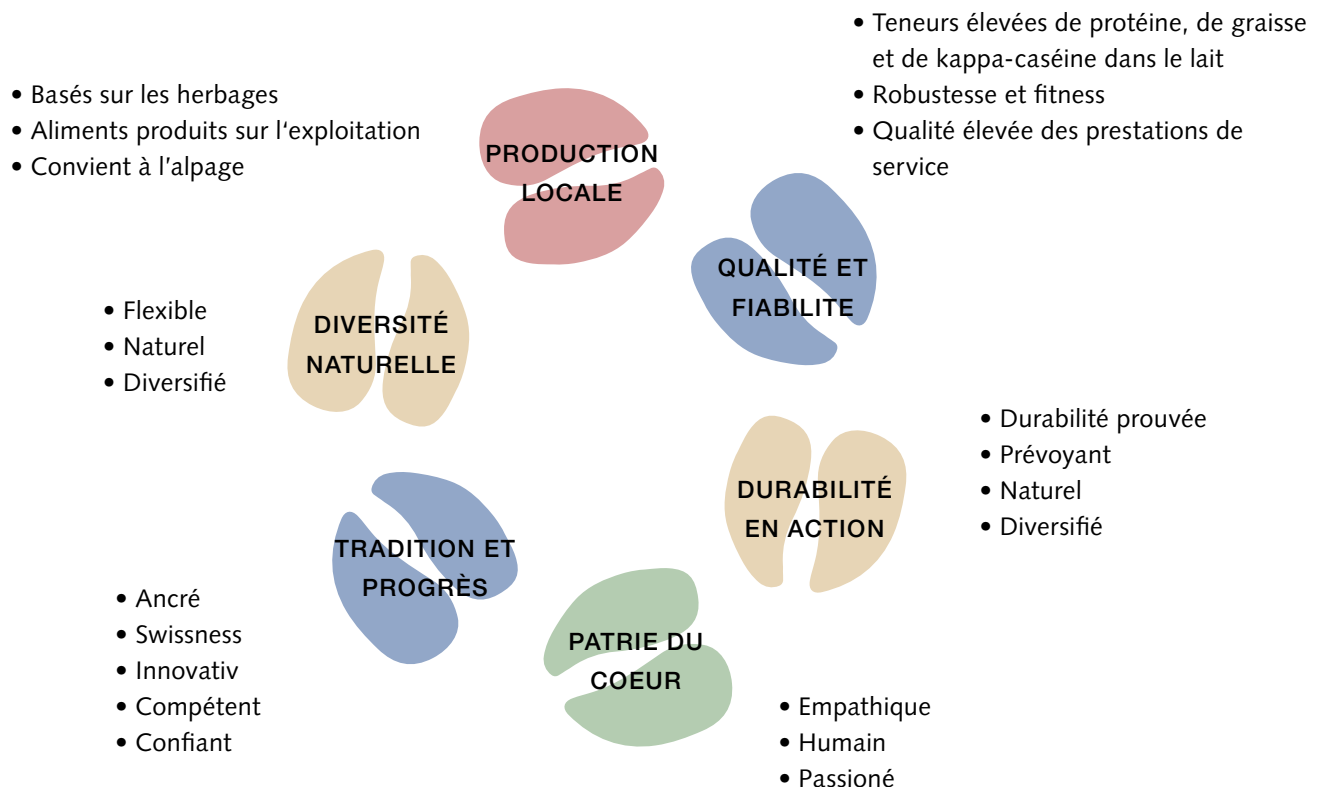 • Teneurs élevées de protéine, de graisse
et de kappa-caséine dans le lait
• Robustesse et fitness
• Qualité élevée des prestations de
service
• Basés sur les herbages
• Aliments produits sur l‘exploitation
• Convient à l'alpage
PRODUCTION
LOCALE
QUALITÉ ET
FIABILITE
• Flexible
• Naturel
• Diversifié
DIVERSITÉ
NATURELLE
• Durabilité prouvée
• Prévoyant
• Naturel
• Diversifié
DURABILITÉ
EN ACTION
TRADITION ET
PROGRÈS
• Ancré
• Swissness
• Innovativ
• Compétent
• Confiant
PATRIE DU
COEUR
• Empathique
• Humain
• Passioné